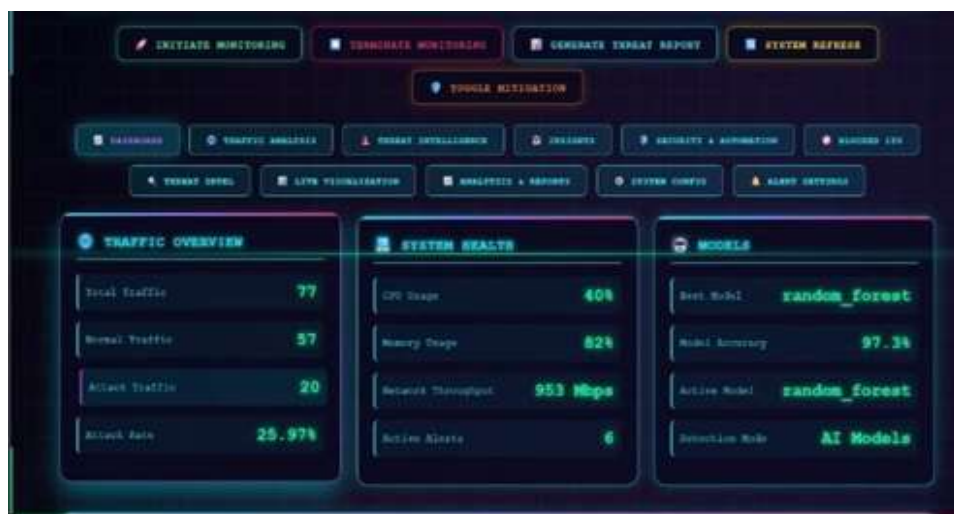 INITIATE MONITORING TERMINATE MONITORING GENERATE THREAT REPORT SYSTEM REFRESH
TOGGLE MITIGATION
DASHBOARD TRAFFIC ANALYSIS THREAT INTELLIGENCE INSIGHTS SECURITY & AUTOMATION BLOCKED IPS
THREAT INTEL LIVE VISUALIZATION ANALYTICS & REPORTS SYSTEM CONFIG ALERT SETTINGS
TRAFFIC OVERVIEW
Total Traffic 77
Normal Traffic 57
Attack Traffic 20
Attack Rate 25.97%
SYSTEM HEALTH
CPU Usage 40%
Memory Usage 82%
Network Throughput 953 Mbps
Active Alerts 6
MODELS
Best Model random_forest
Model Accuracy 97.3%
Active Model random_forest
Detection Mode AI Models